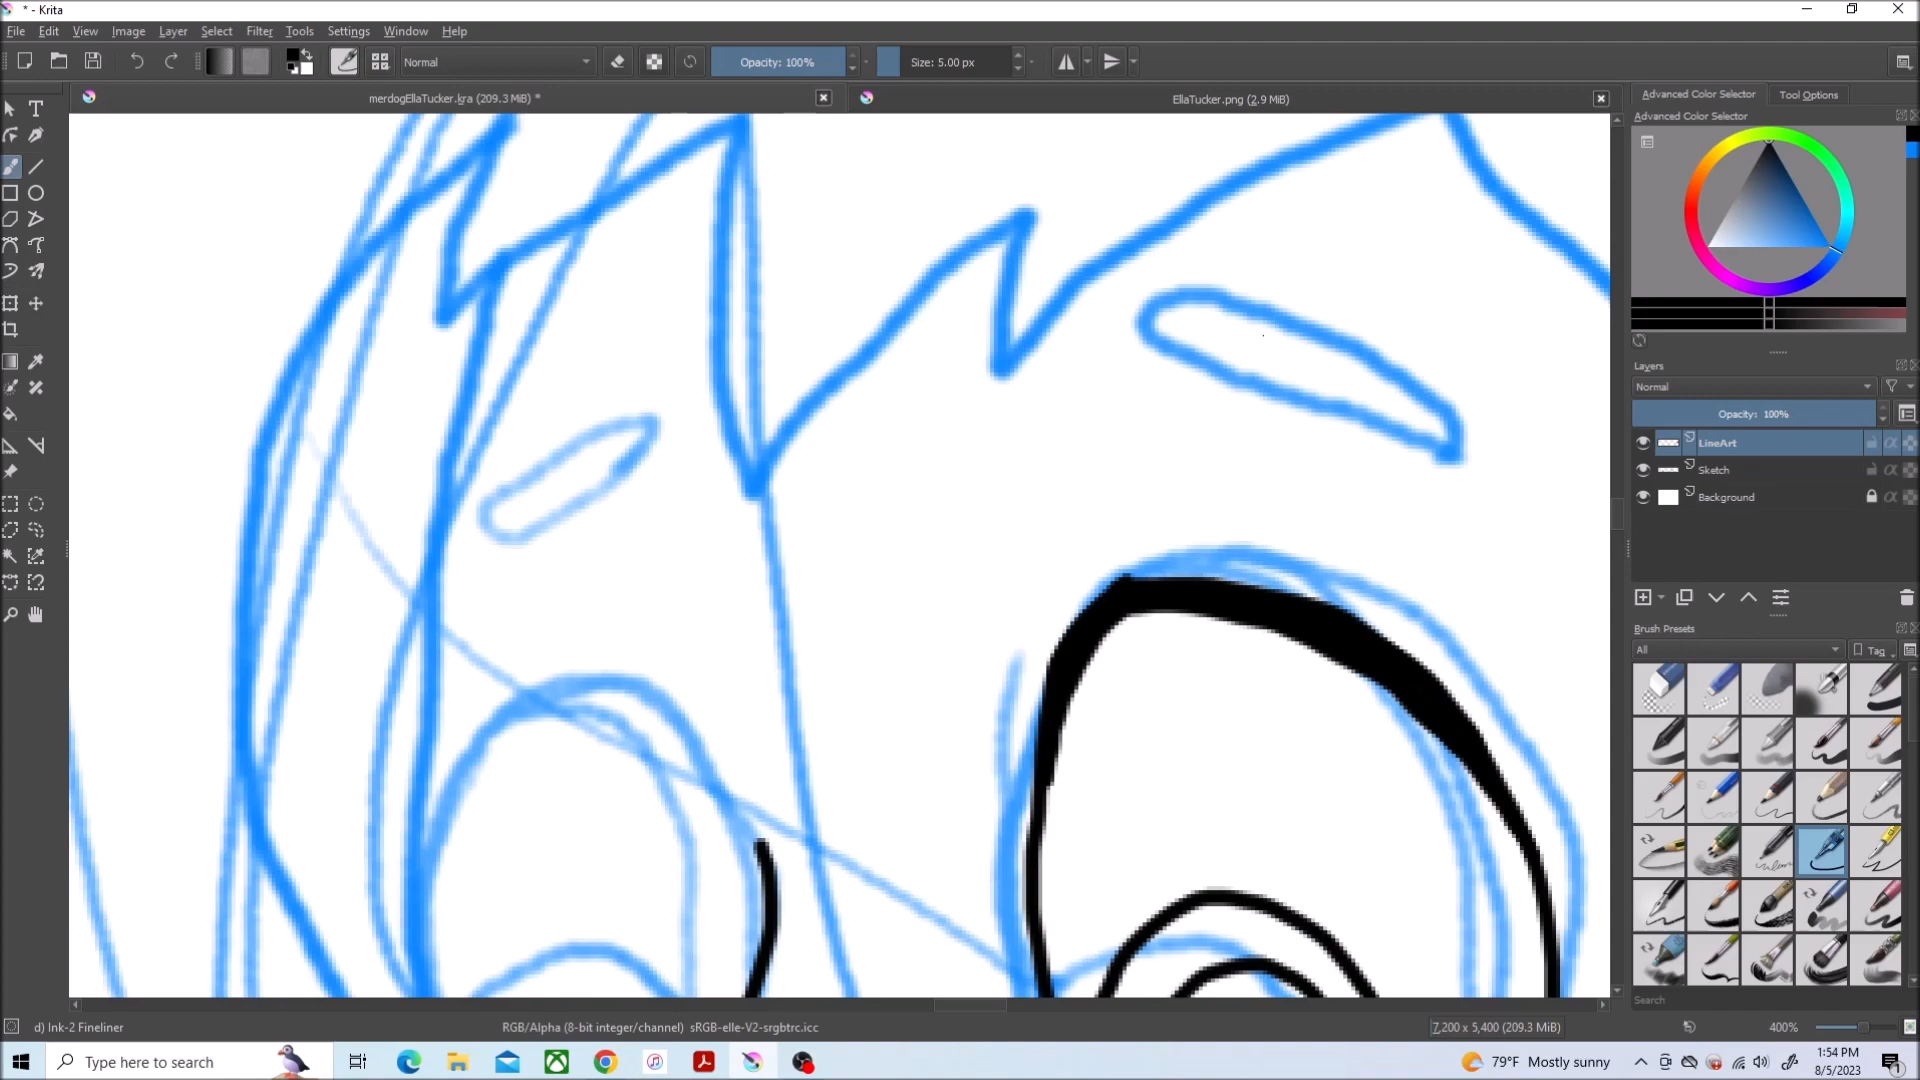 * - Krita
File Edit View Image Layer Select Filter Tools Settings Window Help
Normal Opacity: 100% Size: 5.00 px
merdogEllaTucker.kra (209.3 MiB) * EllaTucker.png (2.9 MiB)
Advanced Color Selector Tool Options
Advanced Color Selector
Layers
Normal
Opacity: 100%
LineArt
Sketch
Background
Brush Presets
All Tag
Search
d) Ink-2 Fineliner RGB/Alpha (8-bit integer/channel) sRGB-elle-V2-srgbtrc.icc 7,200 x 5,400 (209.3 MiB) 400%
Type here to search 79°F Mostly sunny 1:54 PM
8/5/2023 1